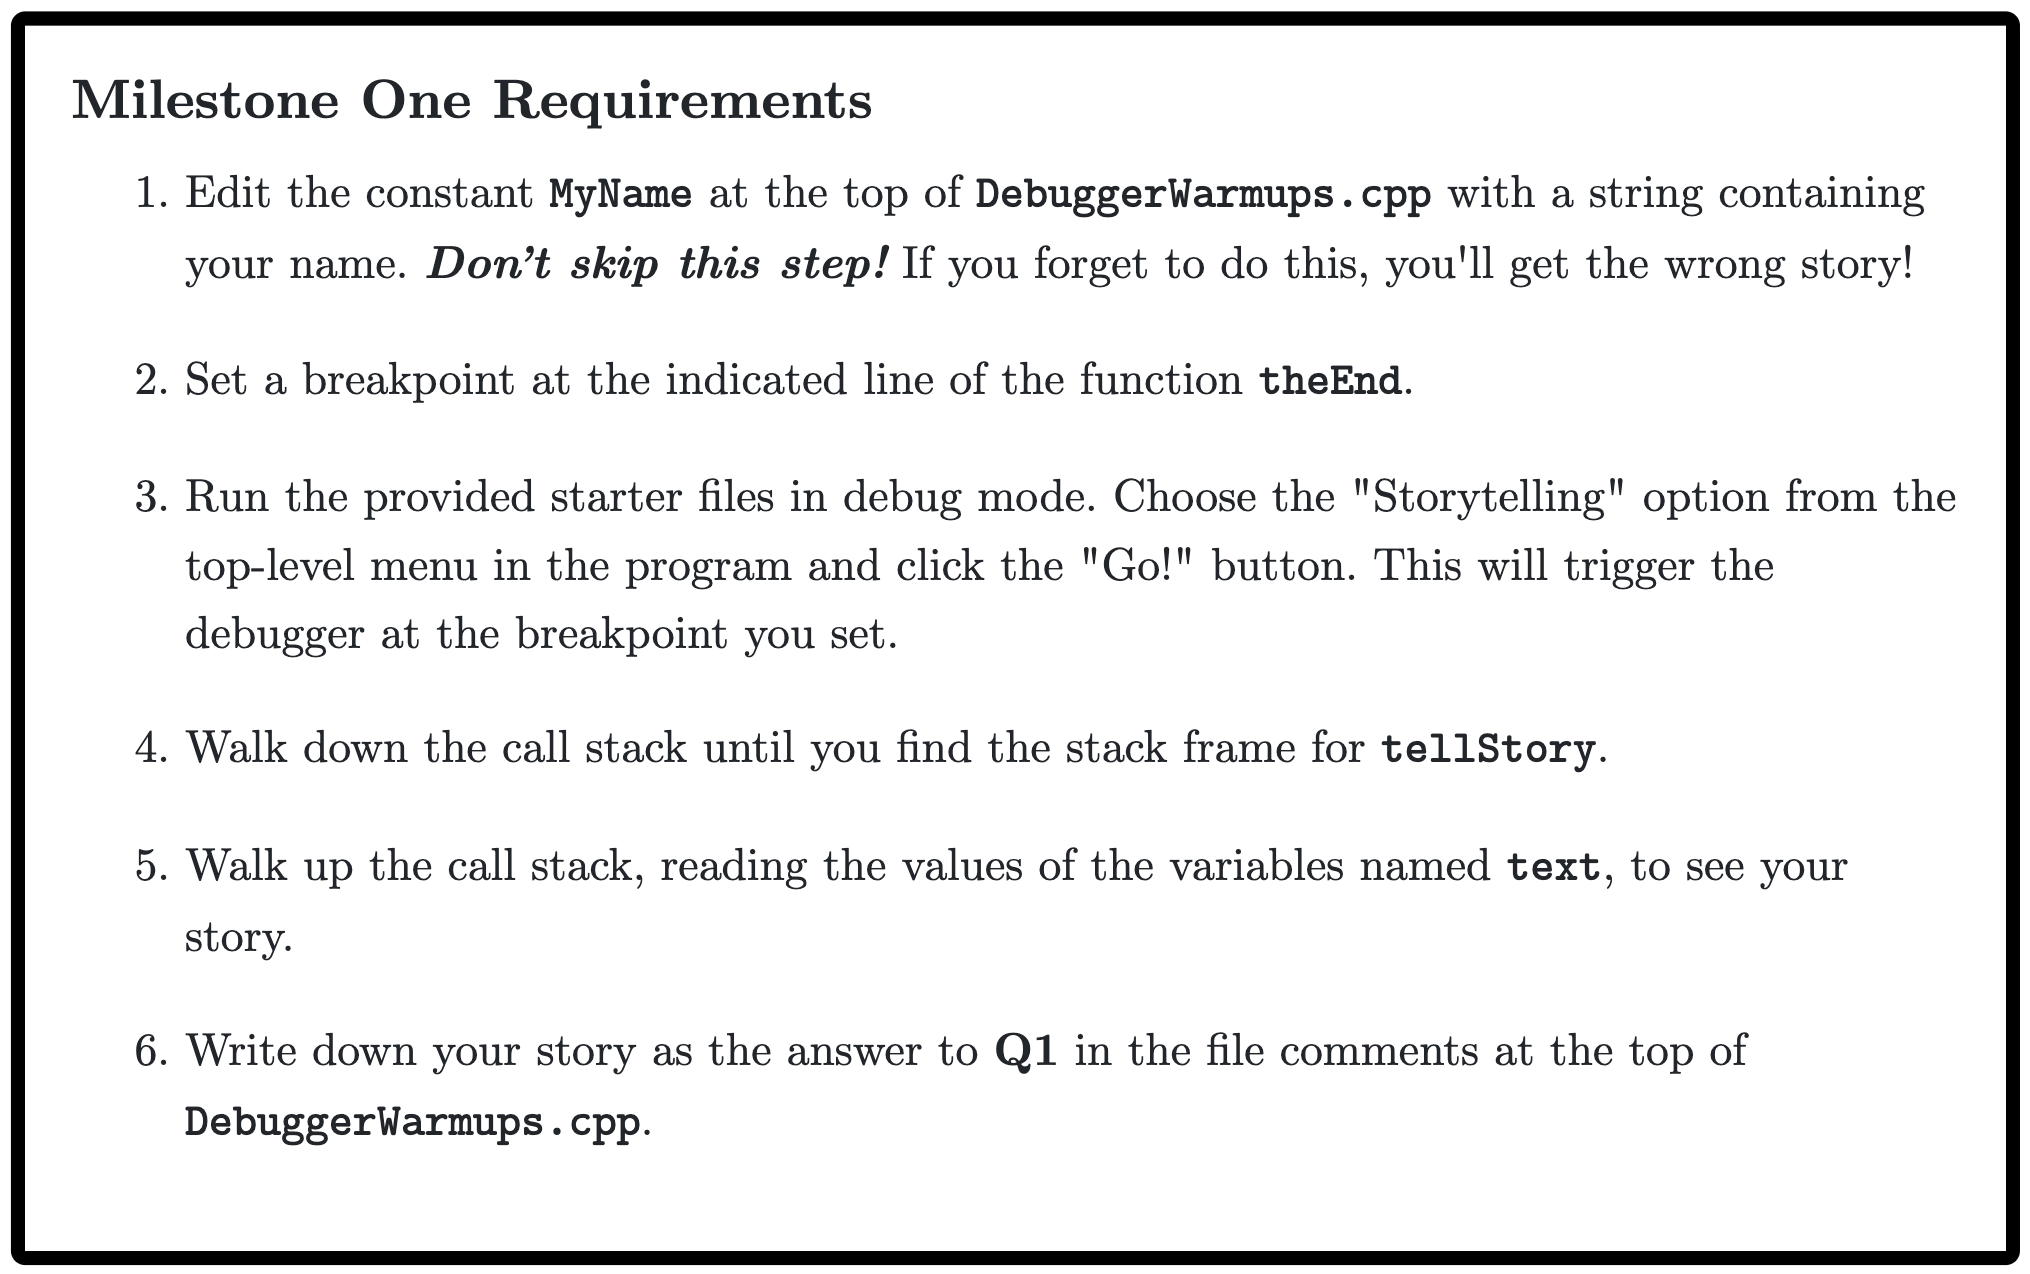 Milestone One Requirements
1. Edit the constant MyName at the top of DebuggerWarmups.cpp with a string containing
your name. Don't skip this step! If you forget to do this, you'll get the wrong story!
2. Set a breakpoint at the indicated line of the function theEnd.
3. Run the provided starter files in debug mode. Choose the "Storytelling" option from the
top-level menu in the program and click the "Go!" button. This will trigger the
debugger at the breakpoint you set.
4. Walk down the call stack until you find the stack frame for tellStory.
5. Walk up the call stack, reading the values of the variables named text, to see your
story.
6. Write down your story as the answer to Q1 in the file comments at the top of
DebuggerWarmups.cpp.